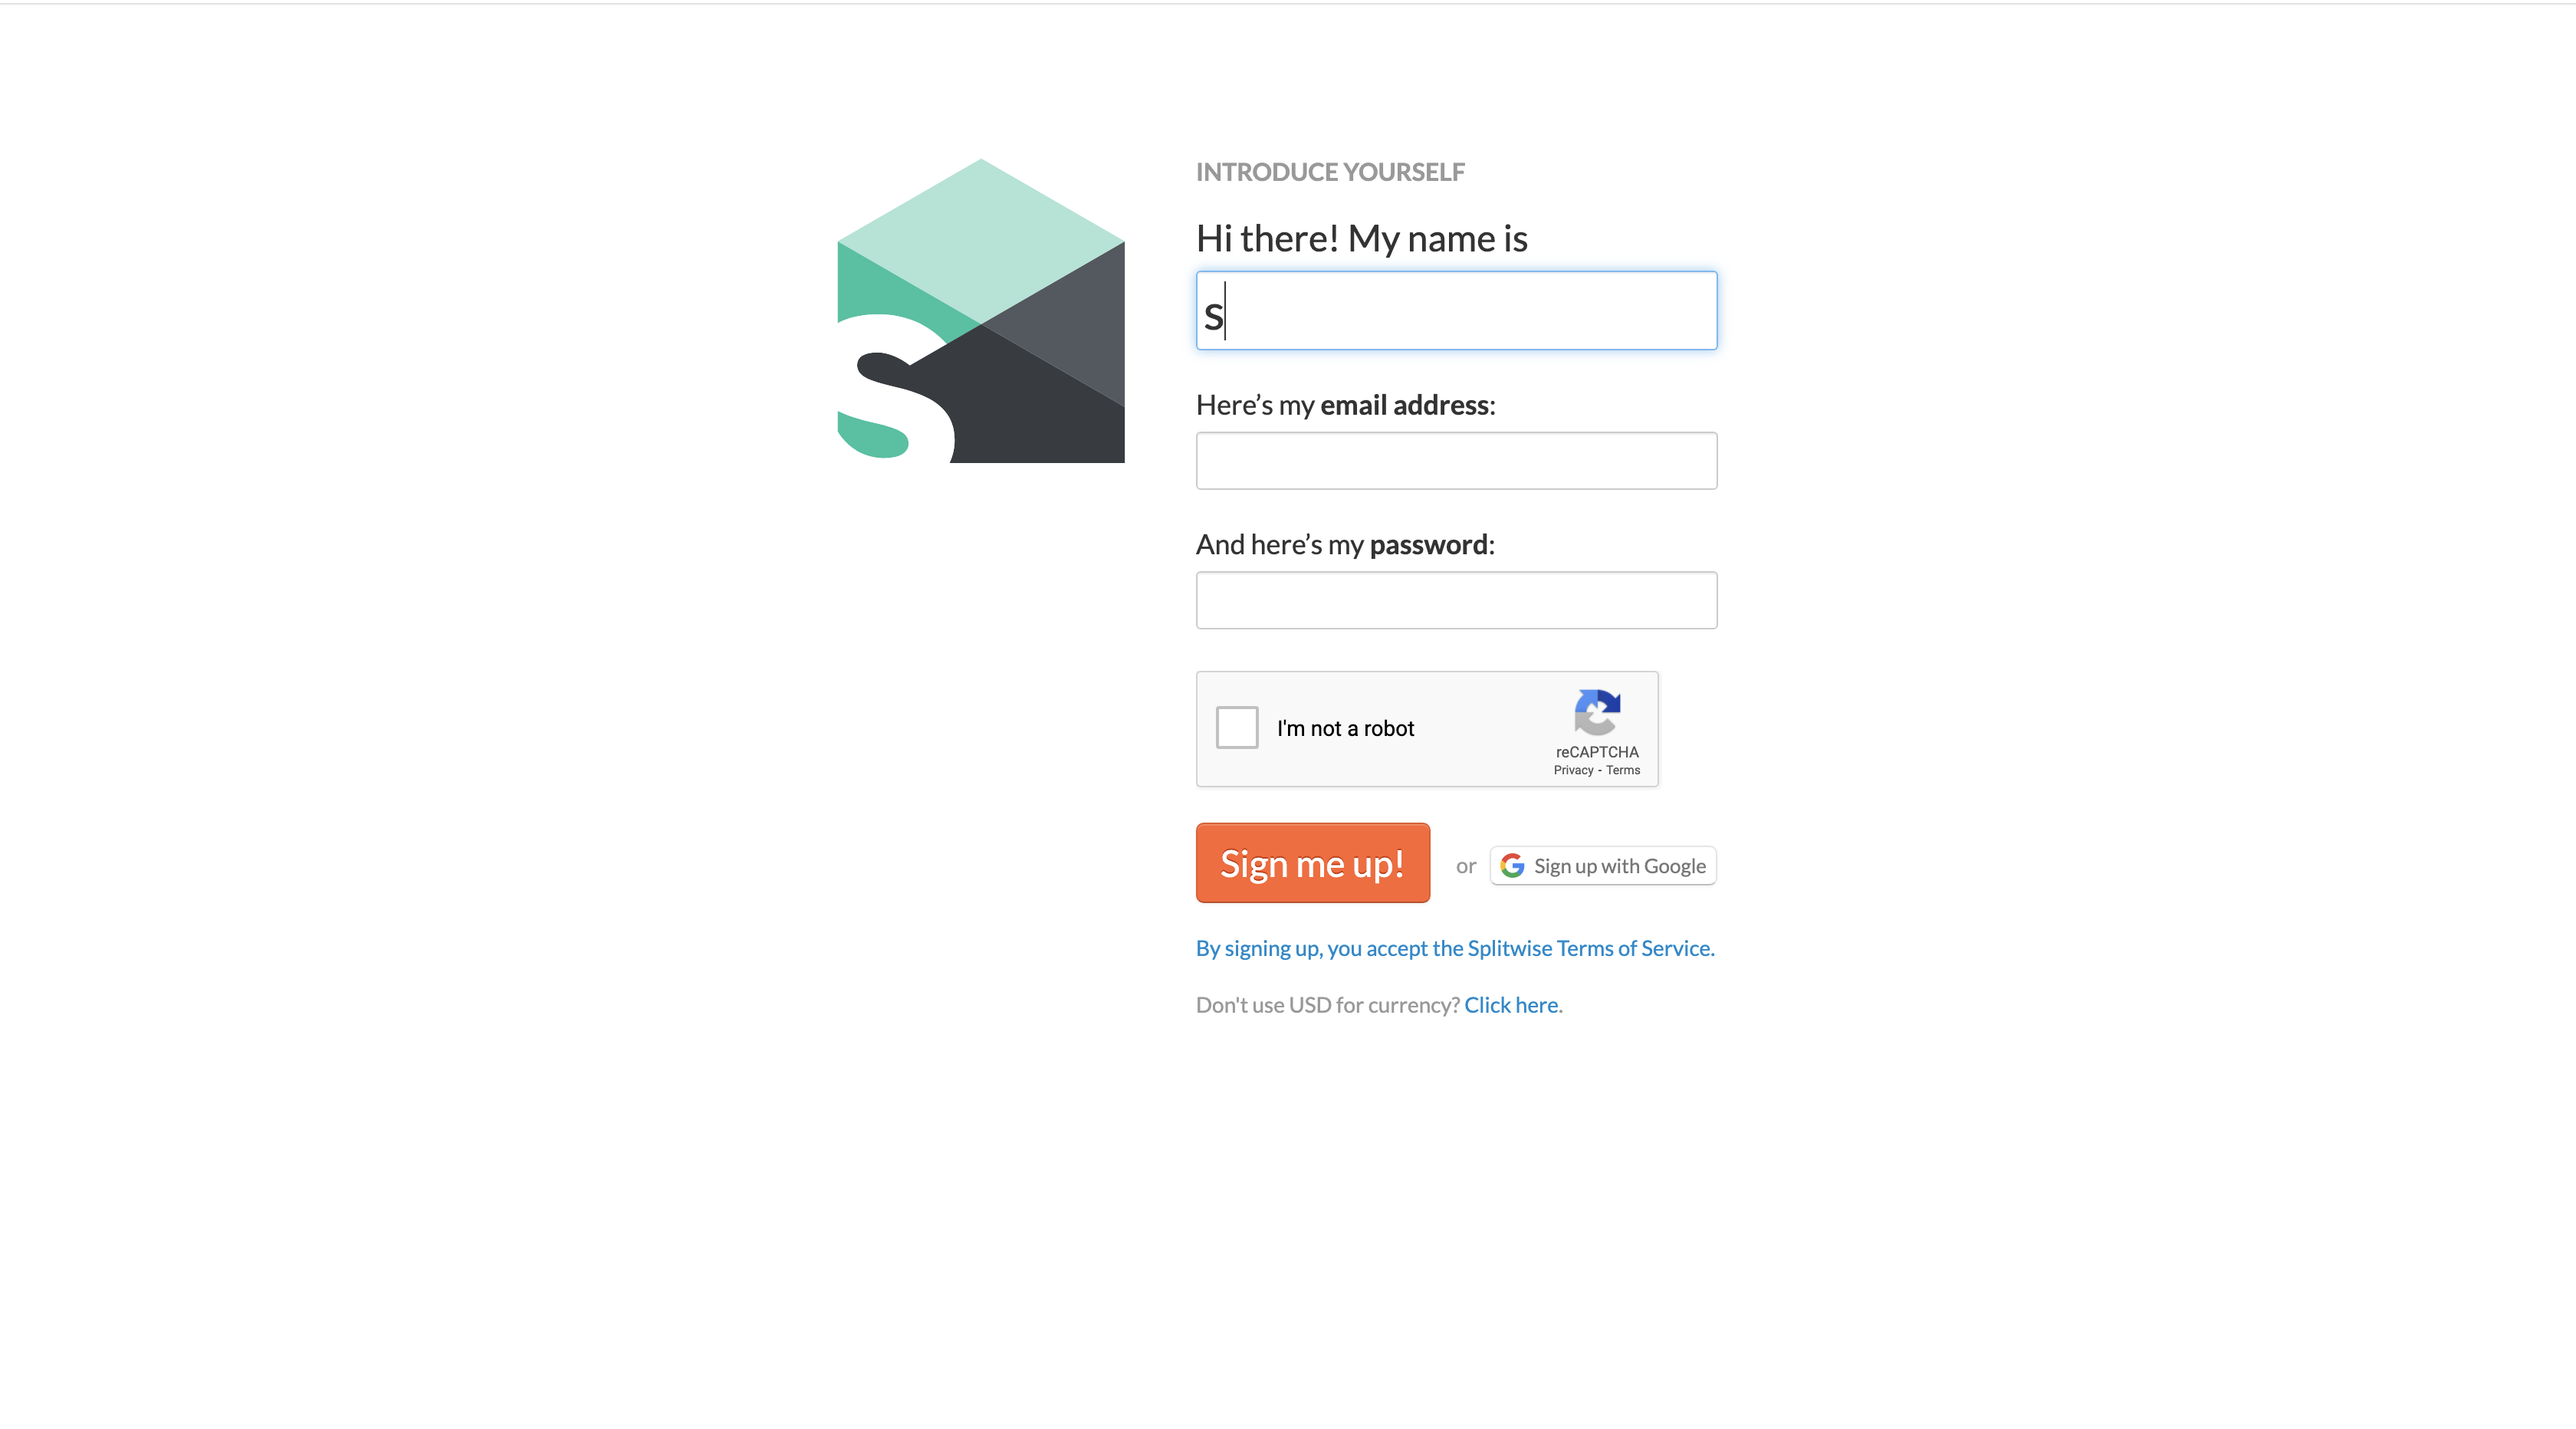 INTRODUCE YOURSELF
Hi there! My name is
S
Here’s my email address:
And here’s my password:
I'm not a robot
reCAPTCHA
Privacy - Terms
Sign me up!
or
Sign up with Google
By signing up, you accept the Splitwise Terms of Service.
Don't use USD for currency? Click here.
S